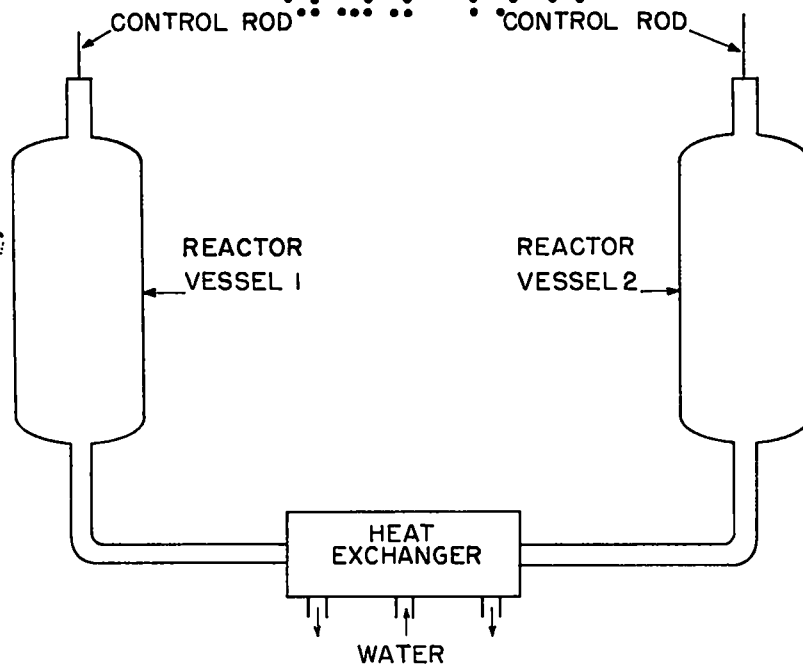 CONTROL ROD
CONTROL ROD
REACTOR
VESSEL 1
REACTOR
VESSEL 2
HEAT
EXCHANGER
WATER